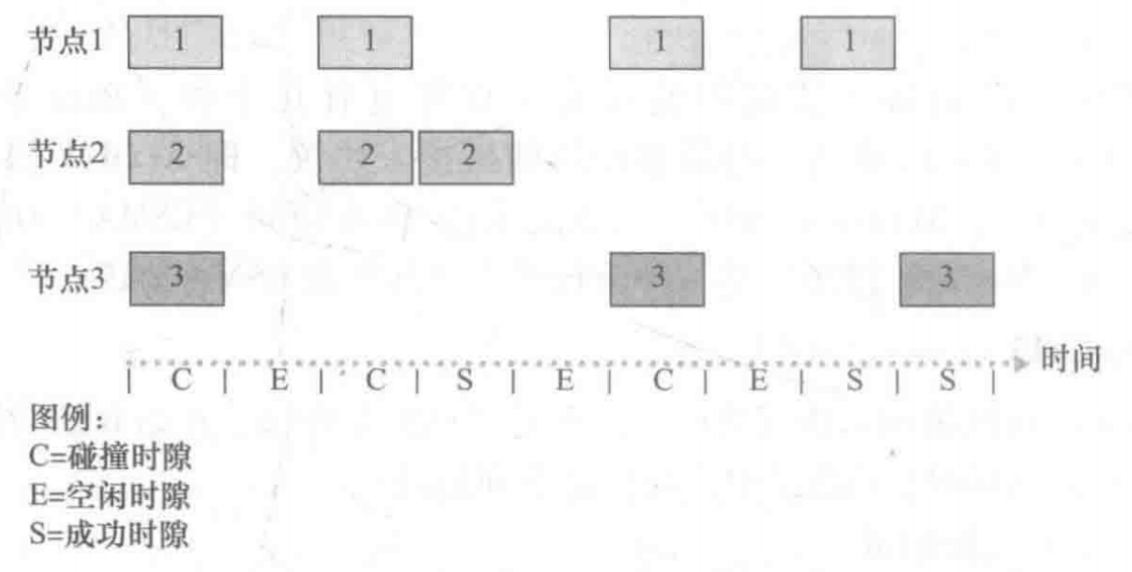 节点1 1 1 1 1
节点2 2 2 2
节点3 3 3 3
时间
| C | E | C | S | E | C | E | S | S |
图例：
C=碰撞时隙
E=空闲时隙
S=成功时隙